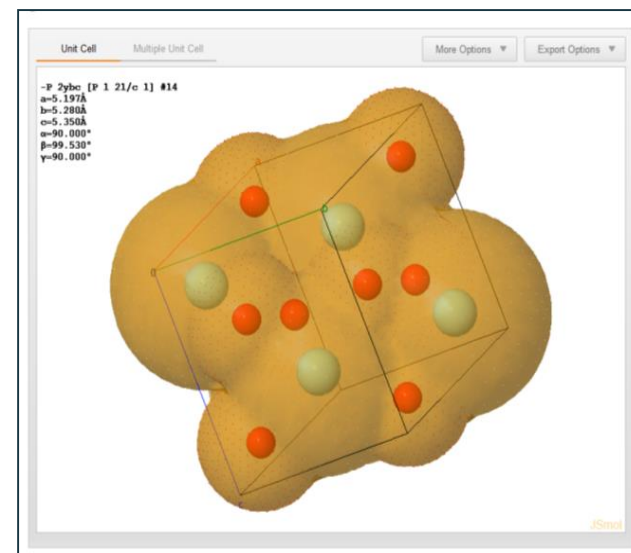 Unit Cell
Multiple Unit Cell
More Options ▼
Export Options ▼
-P 2ybc [P 1 21/c 1] #14
a=5.197Å
b=5.280Å
c=5.350Å
α=90.000°
β=99.530°
γ=90.000°
JSmol